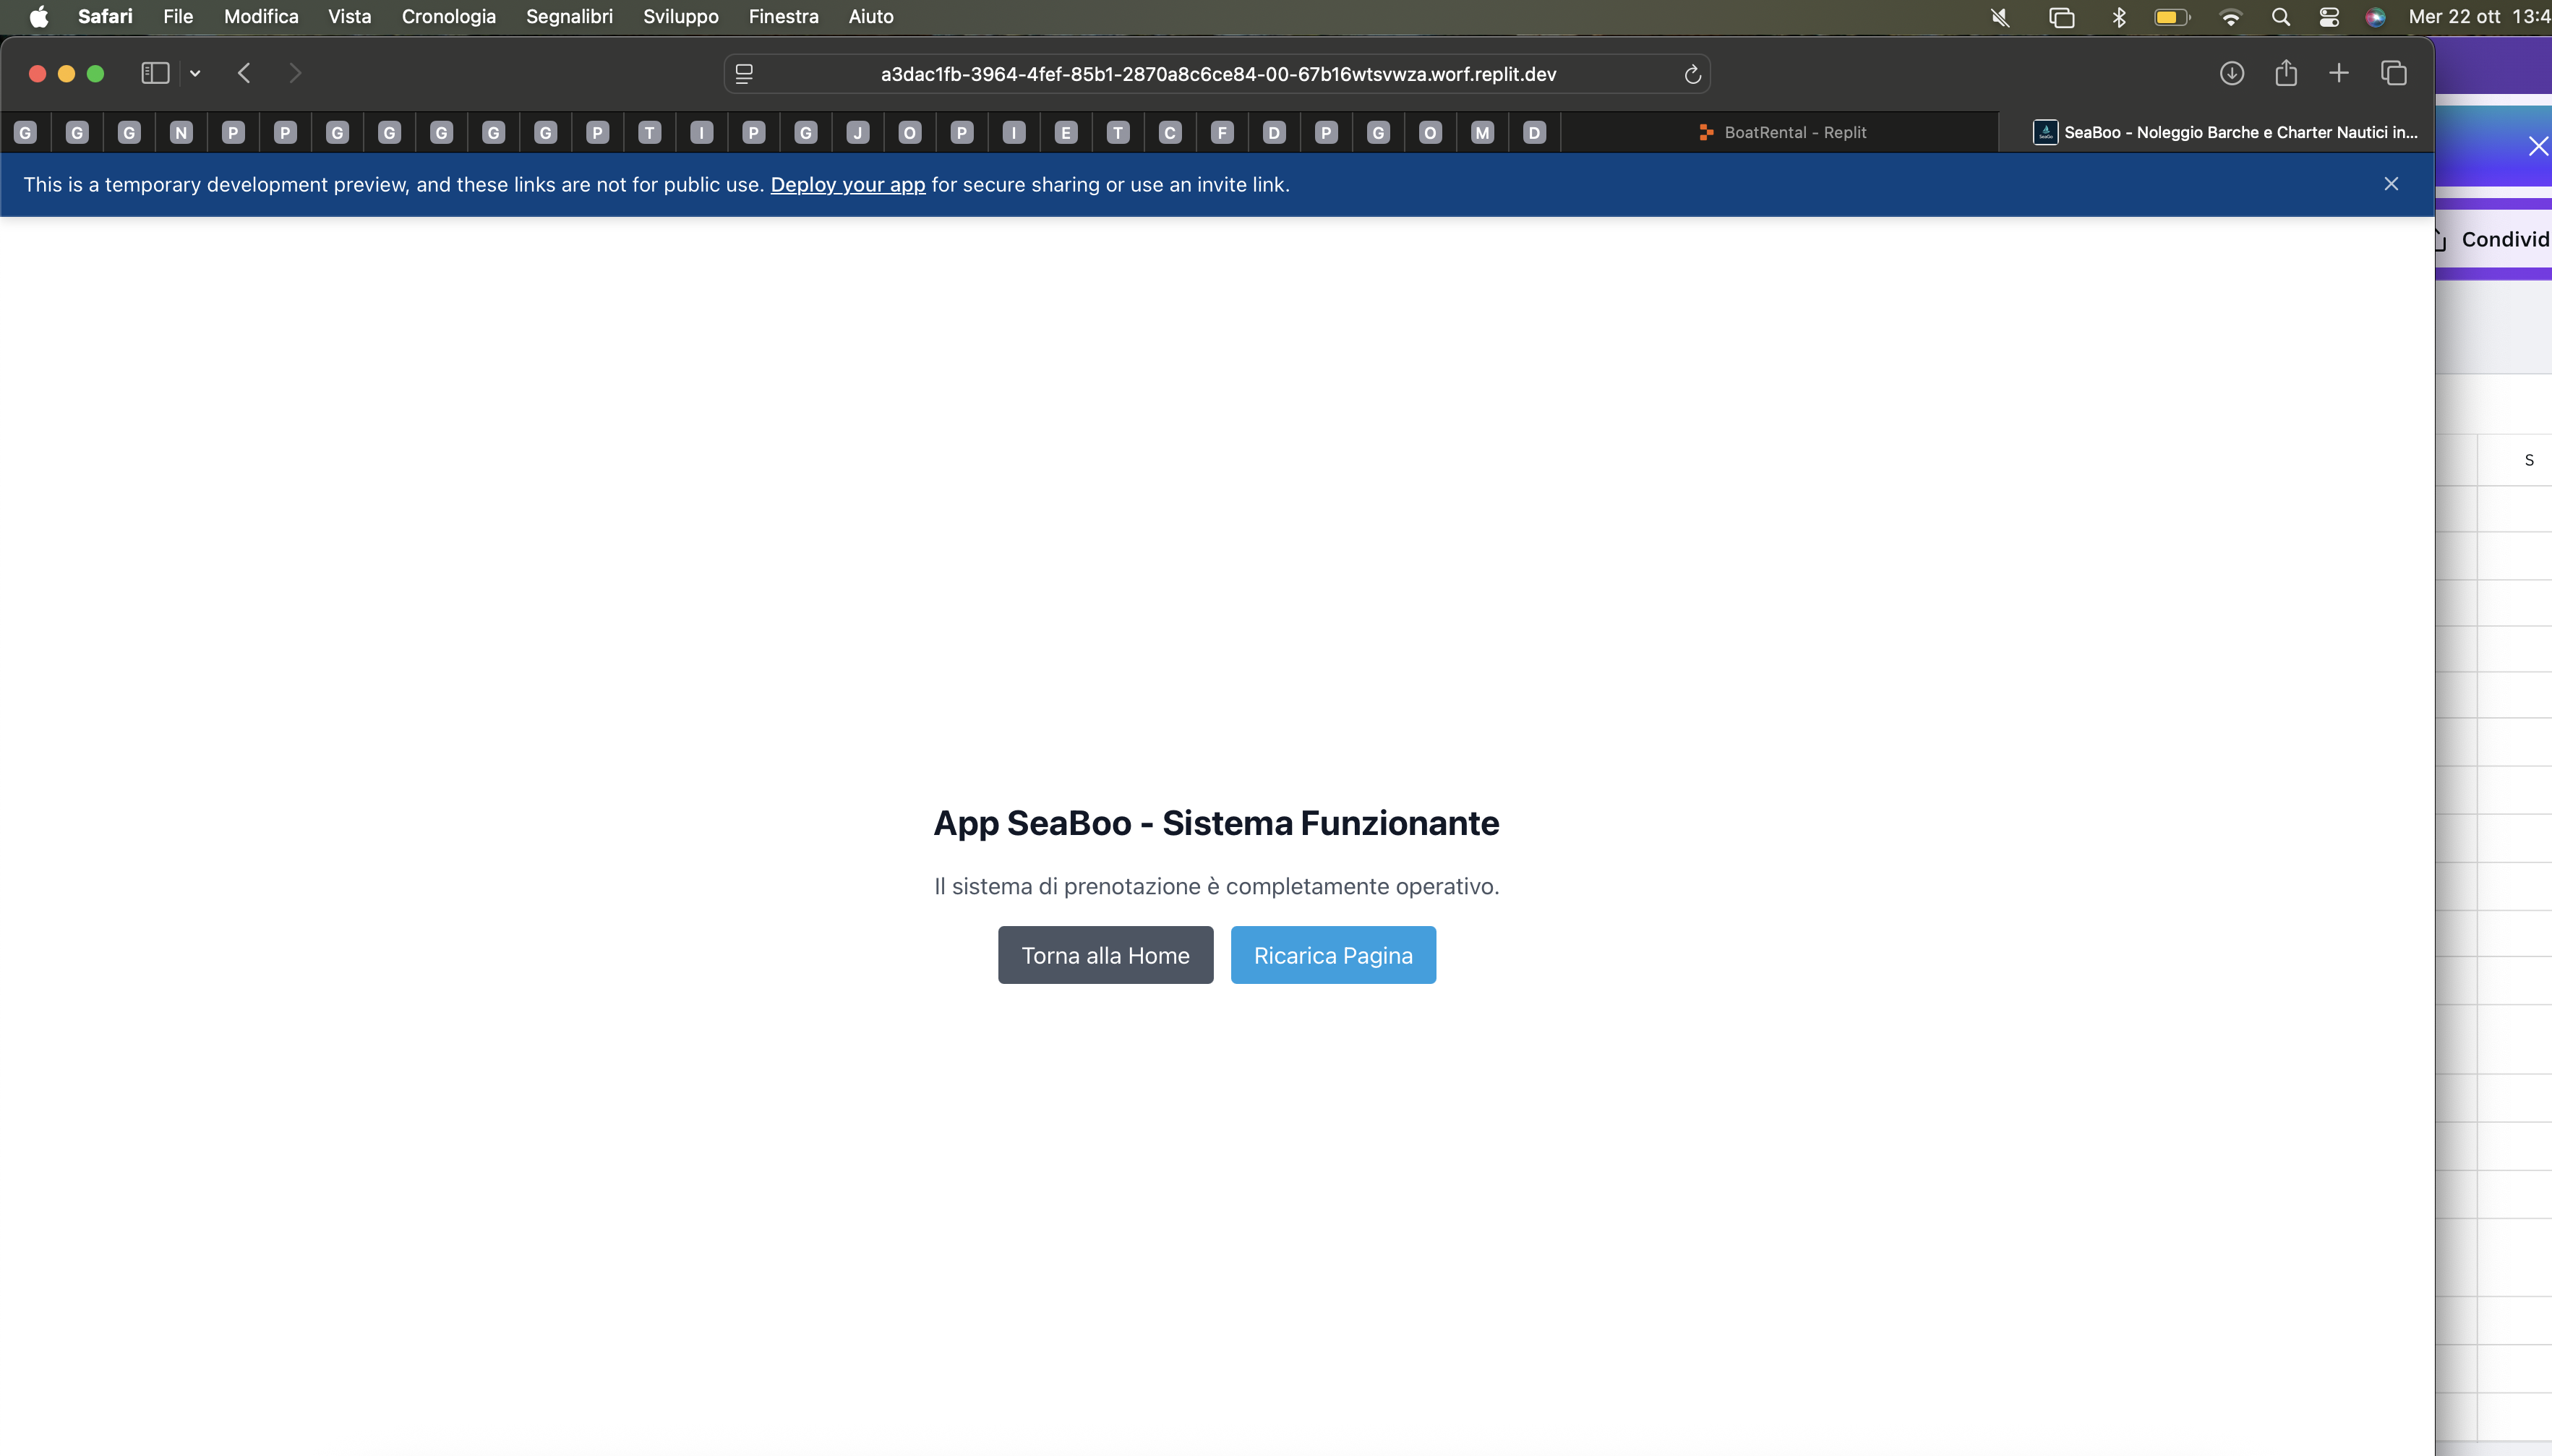 Safari File Modifica Vista Cronologia Segnalibri Sviluppo Finestra Aiuto Mer 22 ott 13:4
a3dac1fb-3964-4fef-85b1-2870a8c6ce84-00-67b16wtsvwza.worf.replit.dev
G G G N P P G G G G G P T I P G J O P I E T C F D P G O M D BoatRental - Replit SeaBoo - Noleggio Barche e Charter Nautici in...
This is a temporary development preview, and these links are not for public use. Deploy your app for secure sharing or use an invite link.
Condivid
S
App SeaBoo - Sistema Funzionante
Il sistema di prenotazione è completamente operativo.
Torna alla Home Ricarica Pagina